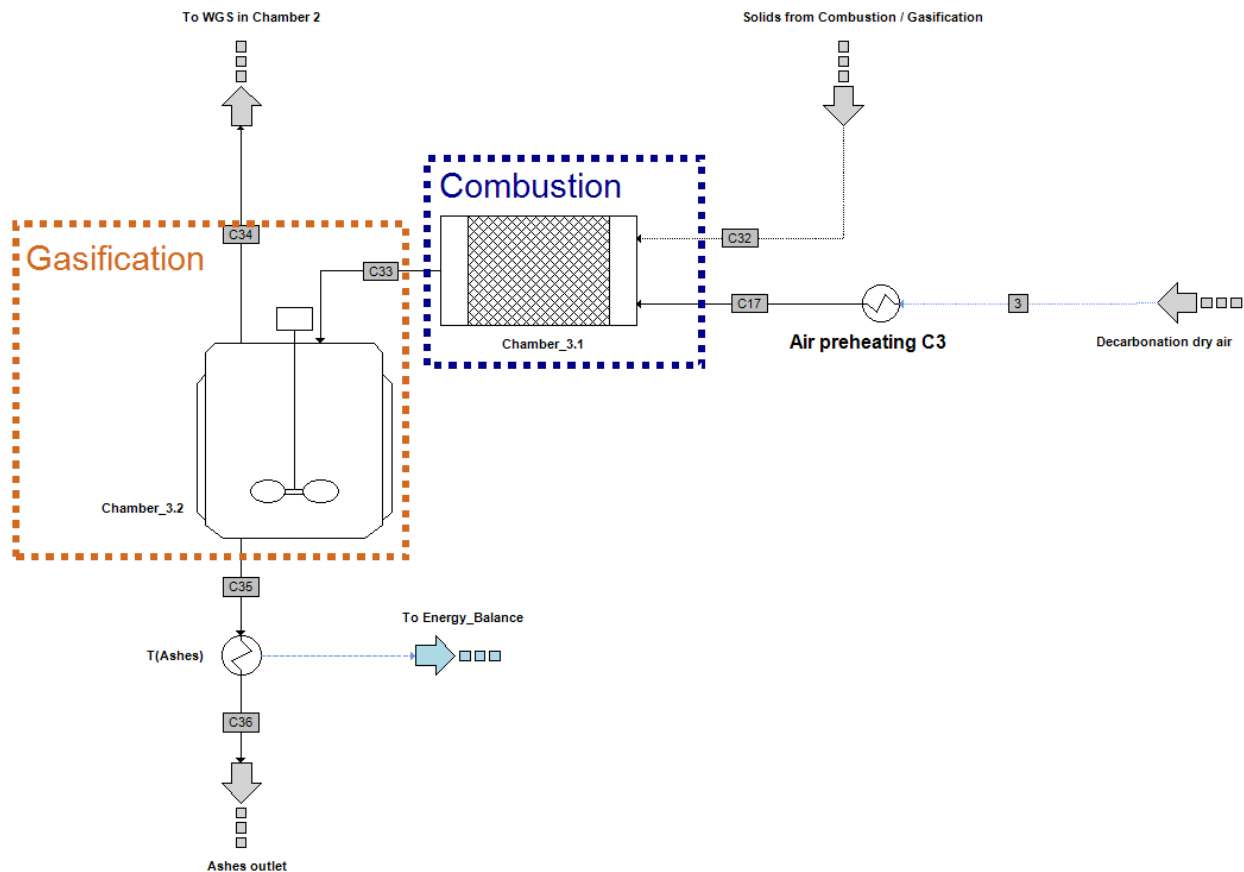 To WGS in Chamber 2
Solids from Combustion / Gasification
Combustion
C34
Gasification
C32
C33
C17
3
Chamber_3.1
Air preheating C3
Decarbonation dry air
Chamber_3.2
C35
To Energy_Balance
T(Ashes)
C36
Ashes outlet